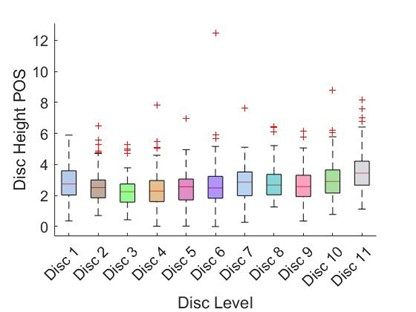 Disc Height POS
12
10
8
6
4
2
0
Disc 1
Disc 2
Disc 3
Disc 4
Disc 5
Disc 6
Disc 7
Disc 8
Disc 9
Disc 10
Disc 11
Disc Level